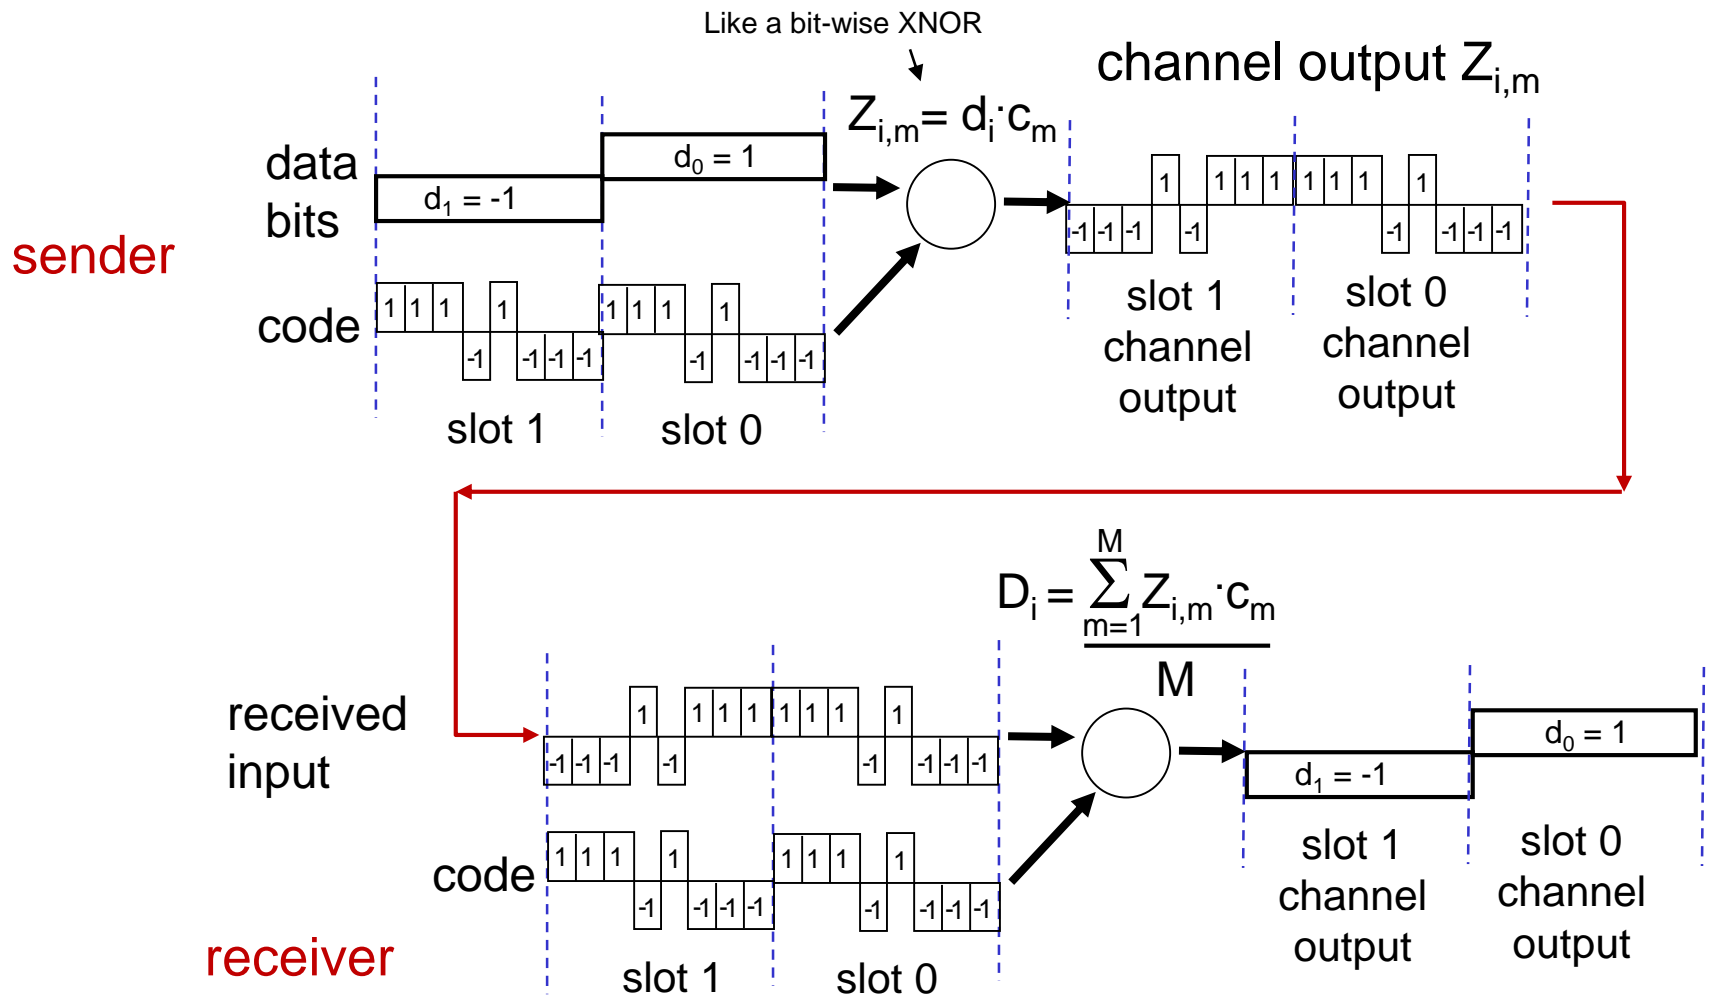 Like a bit-wise XNOR
channel output Z_{i,m}
Z_{i,m}= d_i·c_m
data
bits
d_1 = -1
d_0 = 1
sender
code
1 1 1 -1 1 -1 -1 -1 1 1 1 -1 1 -1 -1 -1
slot 1
slot 0
-1 -1 -1 1 -1 1 1 1 1 1 1 -1 1 -1 -1 -1
slot 1
channel
output
slot 0
channel
output
D_i = \sum_{m=1}^{M} Z_{i,m}·c_m
M
received
input
-1 -1 -1 1 -1 1 1 1 1 1 1 -1 1 -1 -1 -1
code
1 1 1 -1 1 -1 -1 -1 1 1 1 -1 1 -1 -1 -1
receiver
slot 1
slot 0
d_1 = -1
d_0 = 1
slot 1
channel
output
slot 0
channel
output